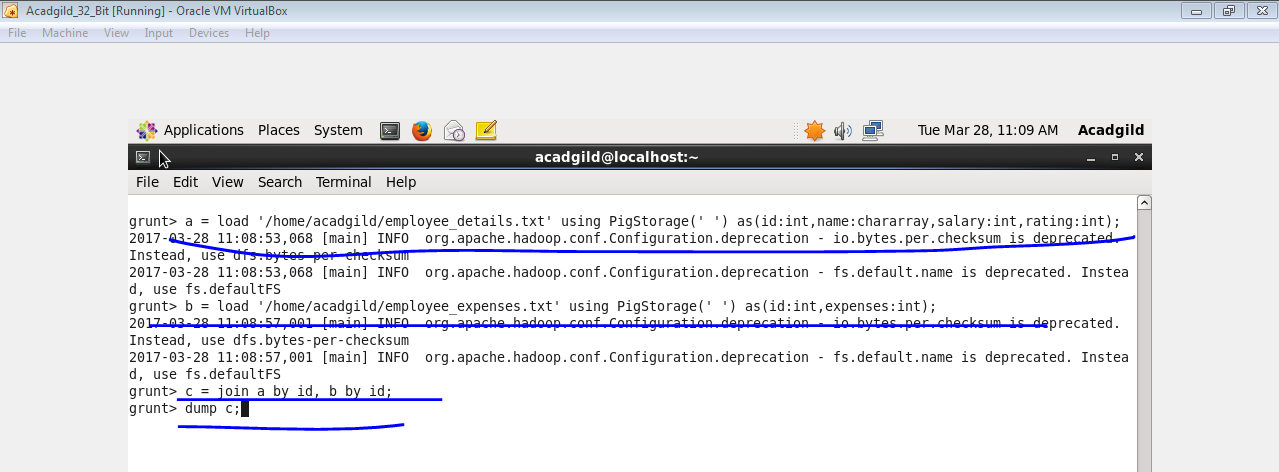 Acadgild_32_Bit [Running] - Oracle VM VirtualBox
File Machine View Input Devices Help
Applications Places System Tue Mar 28, 11:09 AM Acadgild
acadgild@localhost:~
File Edit View Search Terminal Help
grunt> a = load '/home/acadgild/employee_details.txt' using PigStorage(' ') as(id:int,name:chararray,salary:int,rating:int);
2017-03-28 11:08:53,068 [main] INFO  org.apache.hadoop.conf.Configuration.deprecation - io.bytes.per.checksum is deprecated.
Instead, use dfs.bytes-per-checksum
2017-03-28 11:08:53,068 [main] INFO  org.apache.hadoop.conf.Configuration.deprecation - fs.default.name is deprecated. Instea
d, use fs.defaultFS
grunt> b = load '/home/acadgild/employee_expenses.txt' using PigStorage(' ') as(id:int,expenses:int);
2017-03-28 11:08:57,001 [main] INFO  org.apache.hadoop.conf.Configuration.deprecation - io.bytes.per.checksum is deprecated.
Instead, use dfs.bytes-per-checksum
2017-03-28 11:08:57,001 [main] INFO  org.apache.hadoop.conf.Configuration.deprecation - fs.default.name is deprecated. Instea
d, use fs.defaultFS
grunt> c = join a by id, b by id;
grunt> dump c;